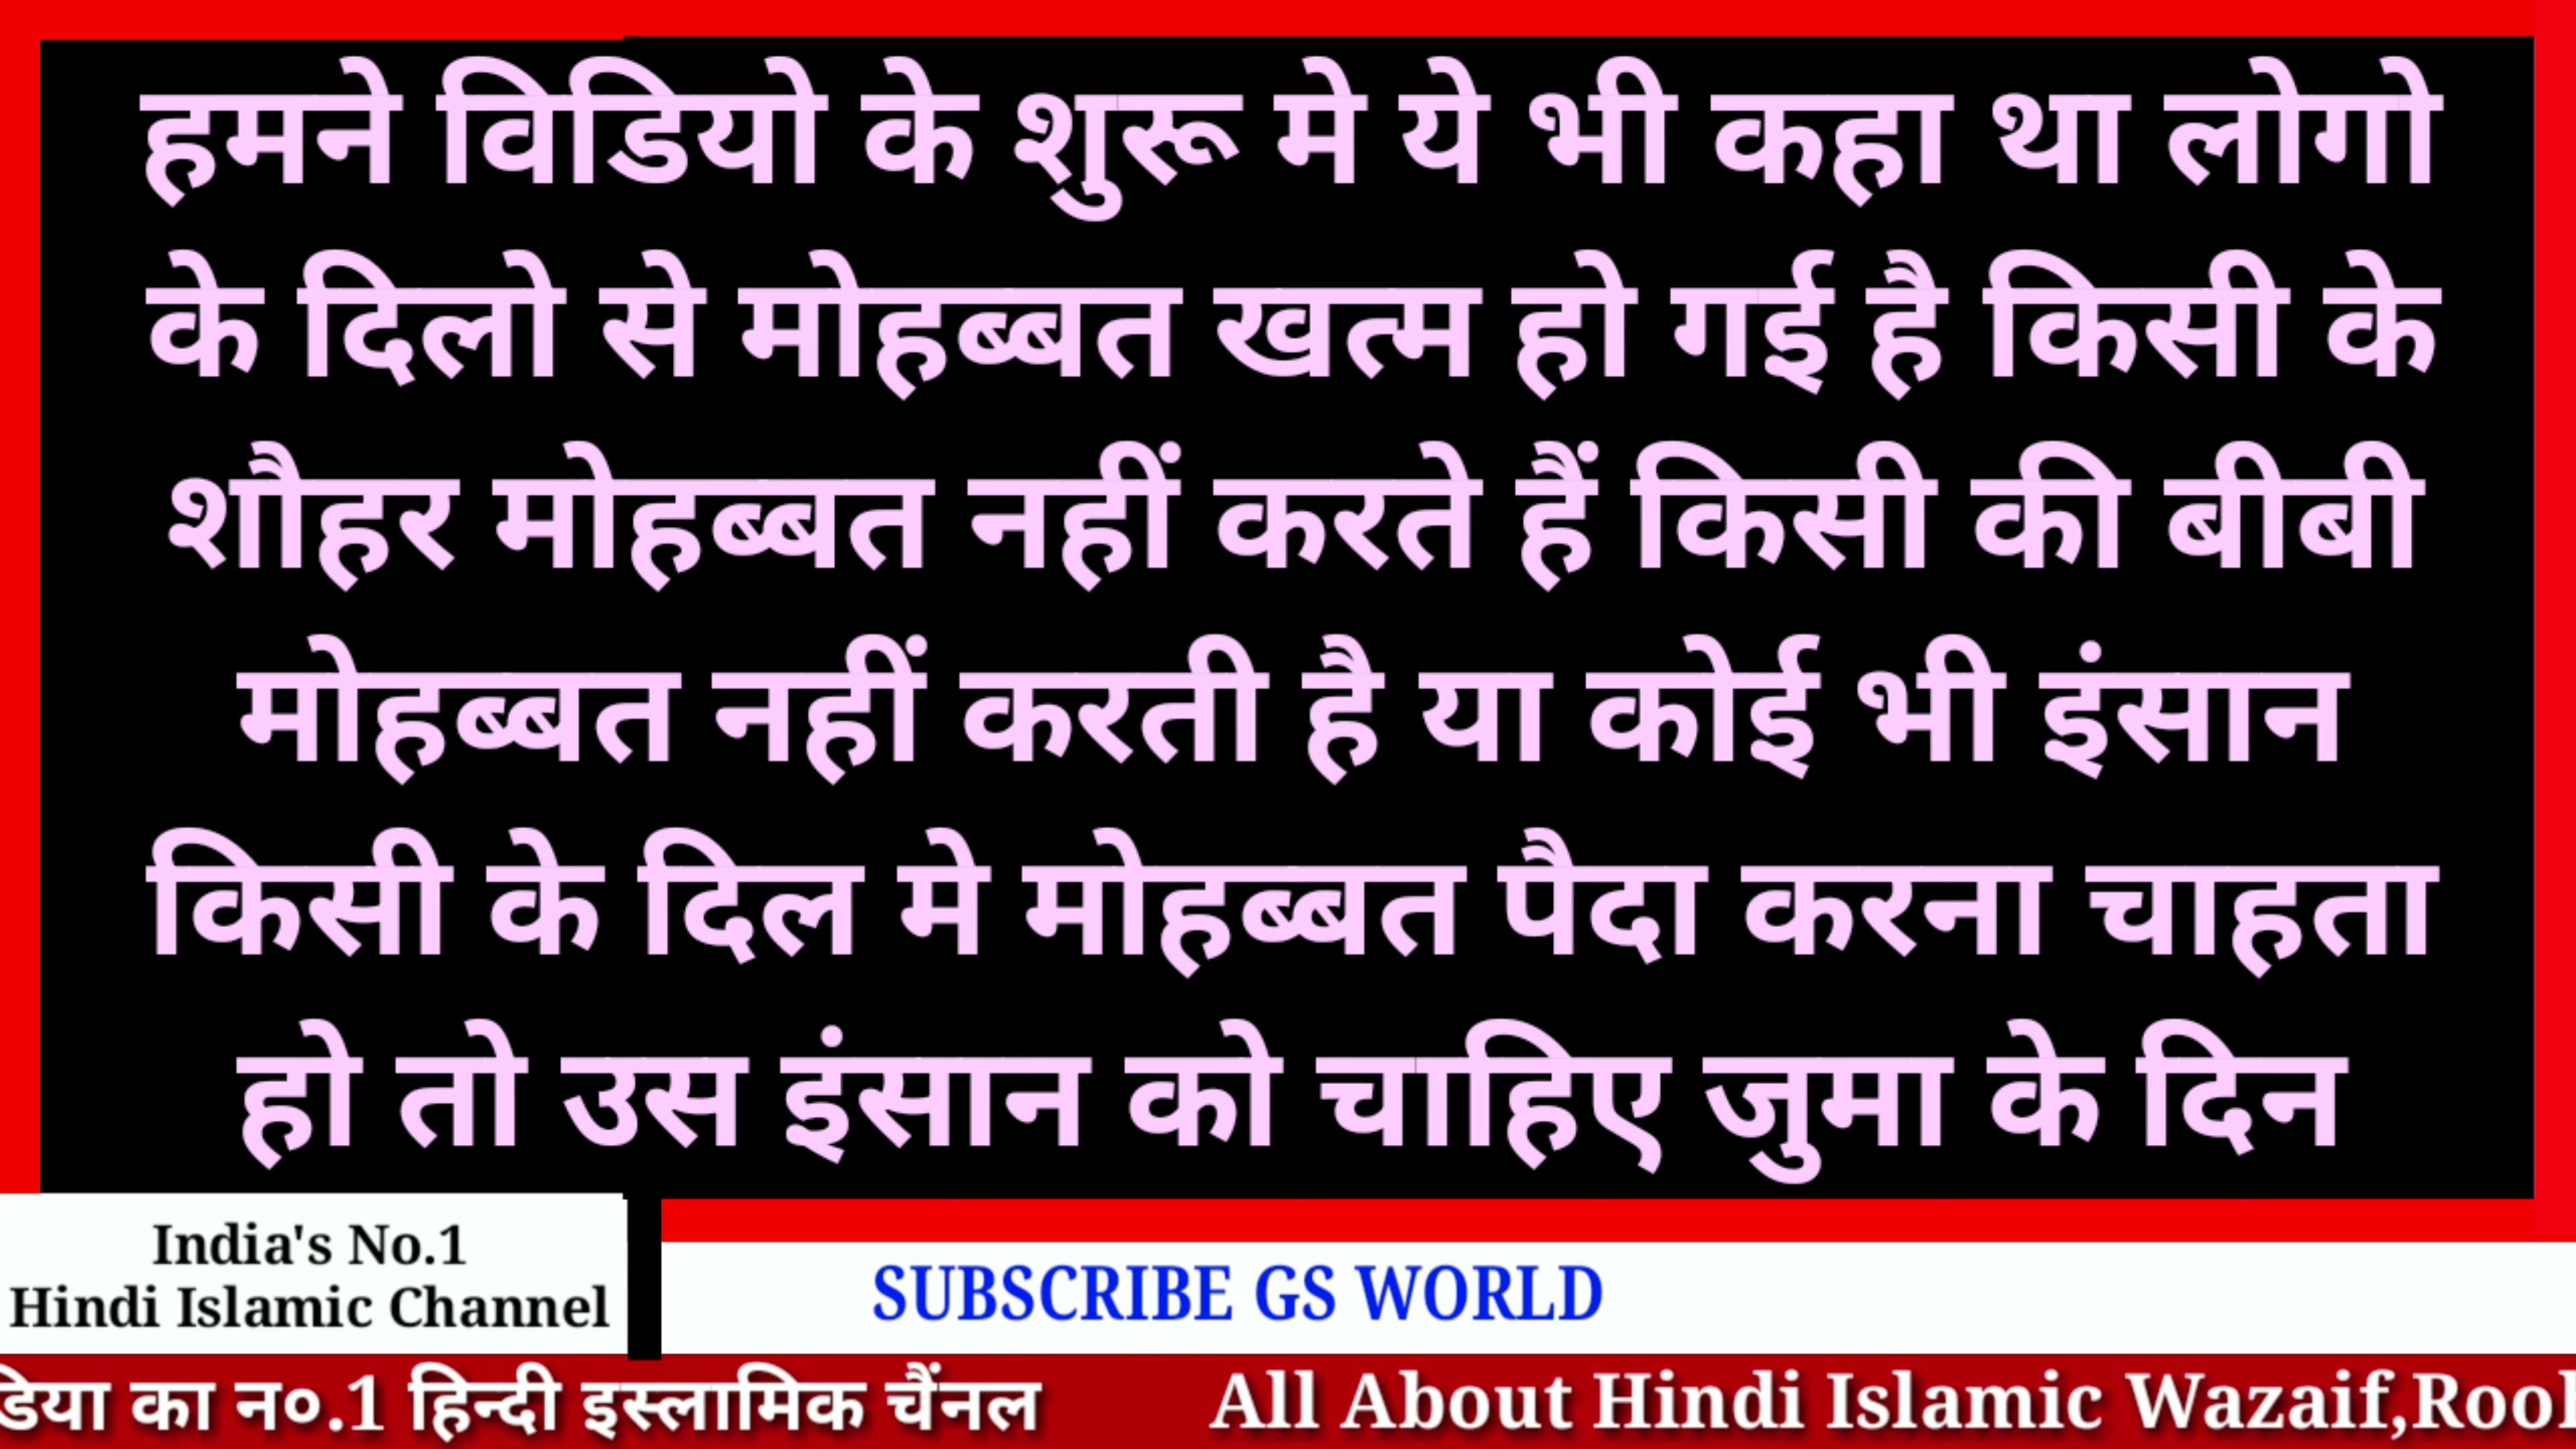 हमने विडियो के शुरू मे ये भी कहा था लोगो
के दिलो से मोहब्बत खत्म हो गई है किसी के
शौहर मोहब्बत नहीं करते हैं किसी की बीबी
मोहब्बत नहीं करती है या कोई भी इंसान
किसी के दिल मे मोहब्बत पैदा करना चाहता
हो तो उस इंसान को चाहिए जुमा के दिन
India's No.1
Hindi Islamic Channel
SUBSCRIBE GS WORLD
का न०.1 हिन्दी इस्लामिक चैंनल
All About Hindi Islamic Wazaif,